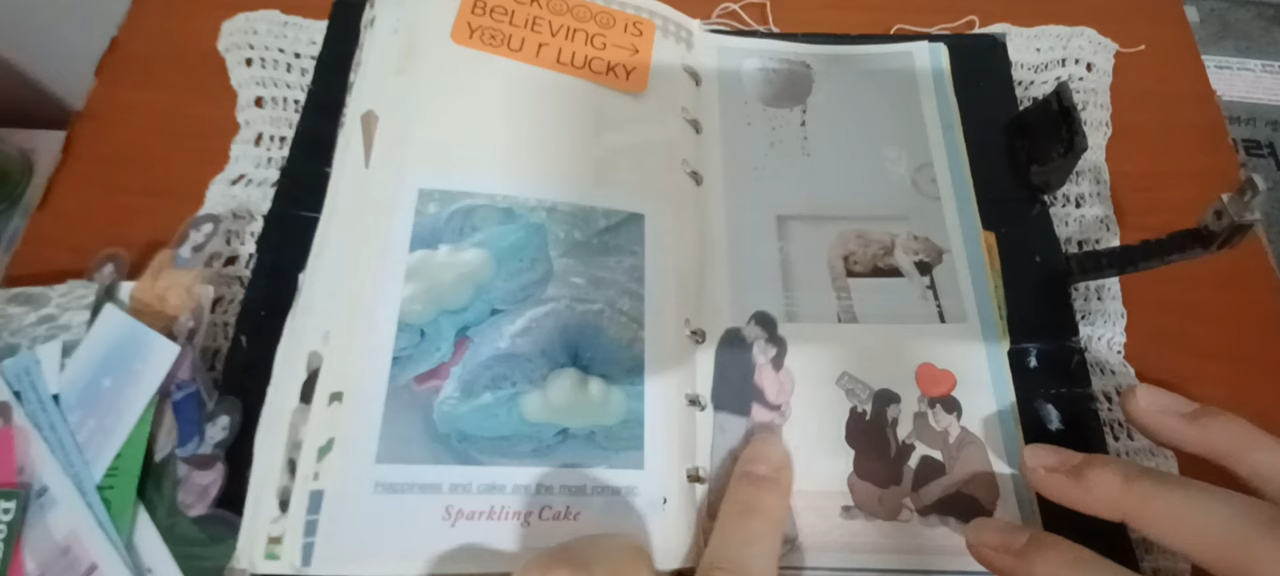 is
BeLiEViNG→
YOU r LUCKY
Happiness and cake are the most romantic
Sparkling Cake